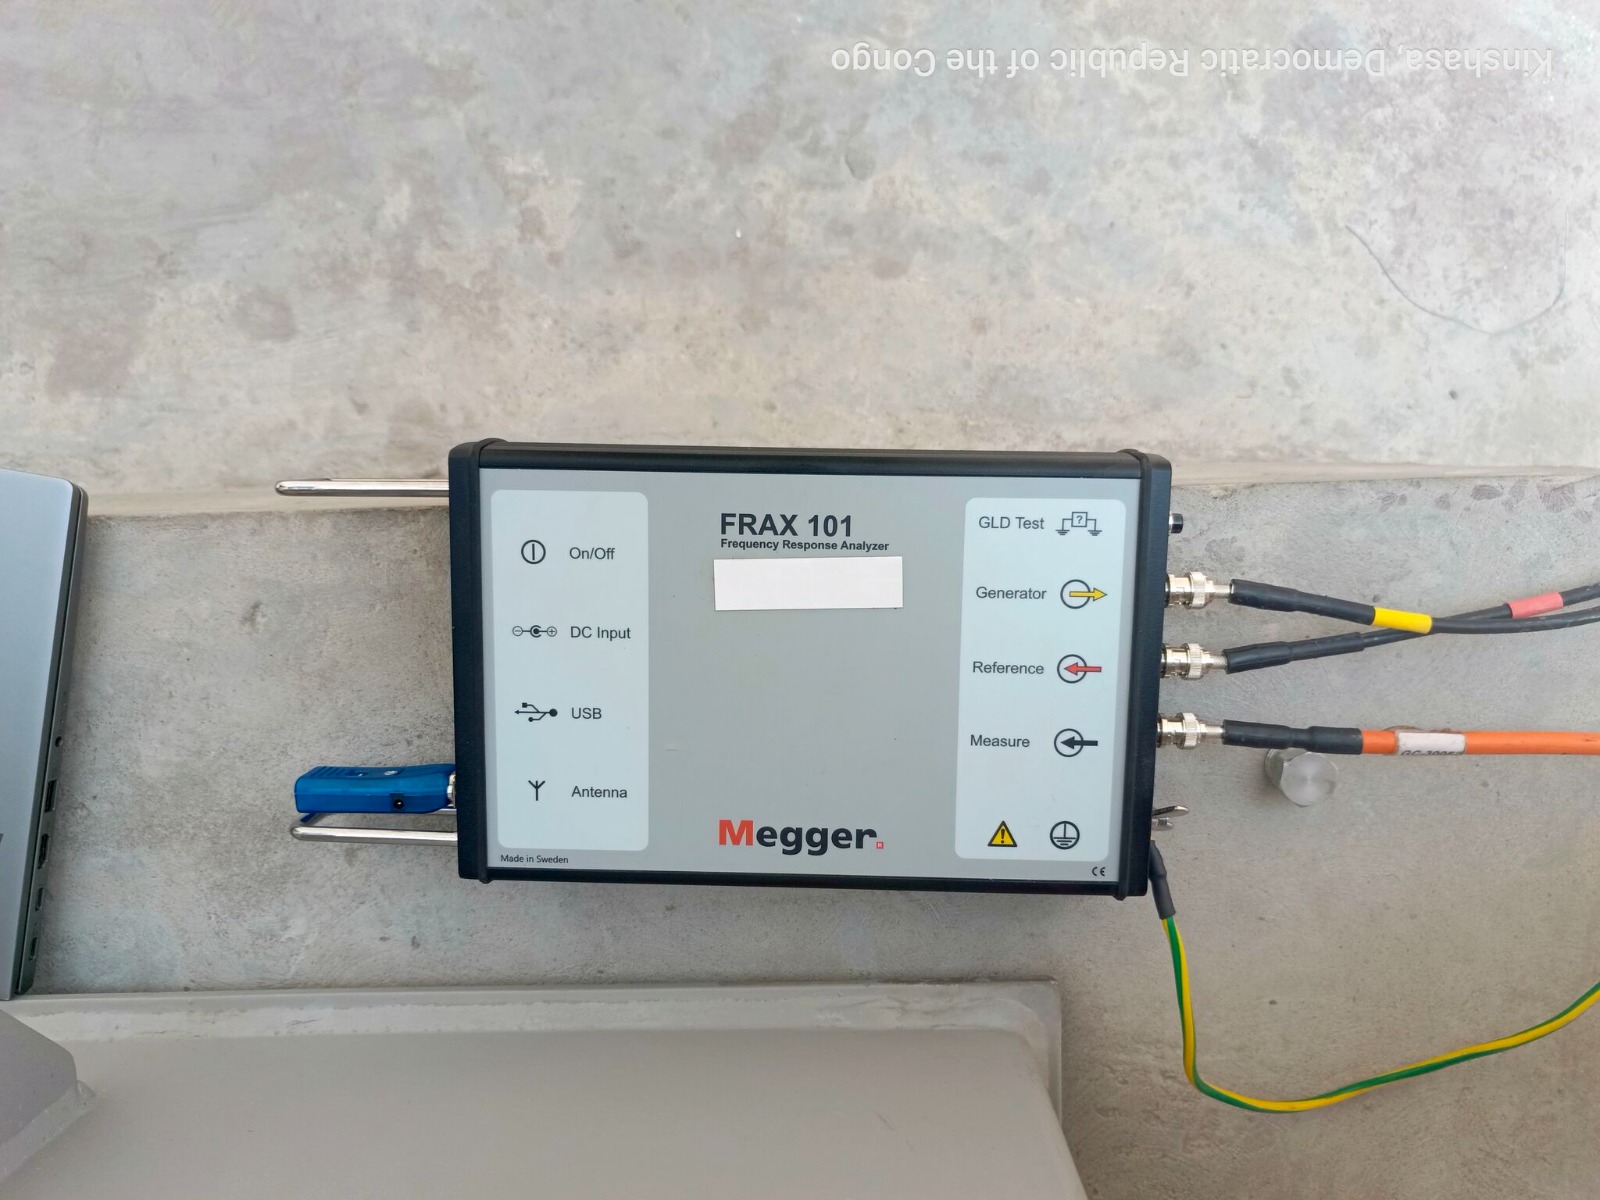 Kinshasa, Democratic Republic of the Congo
FRAX 101
Frequency Response Analyzer
On/Off
DC Input
USB
Antenna
Made in Sweden
Megger
GLD Test
?
Generator
Reference
Measure
CE